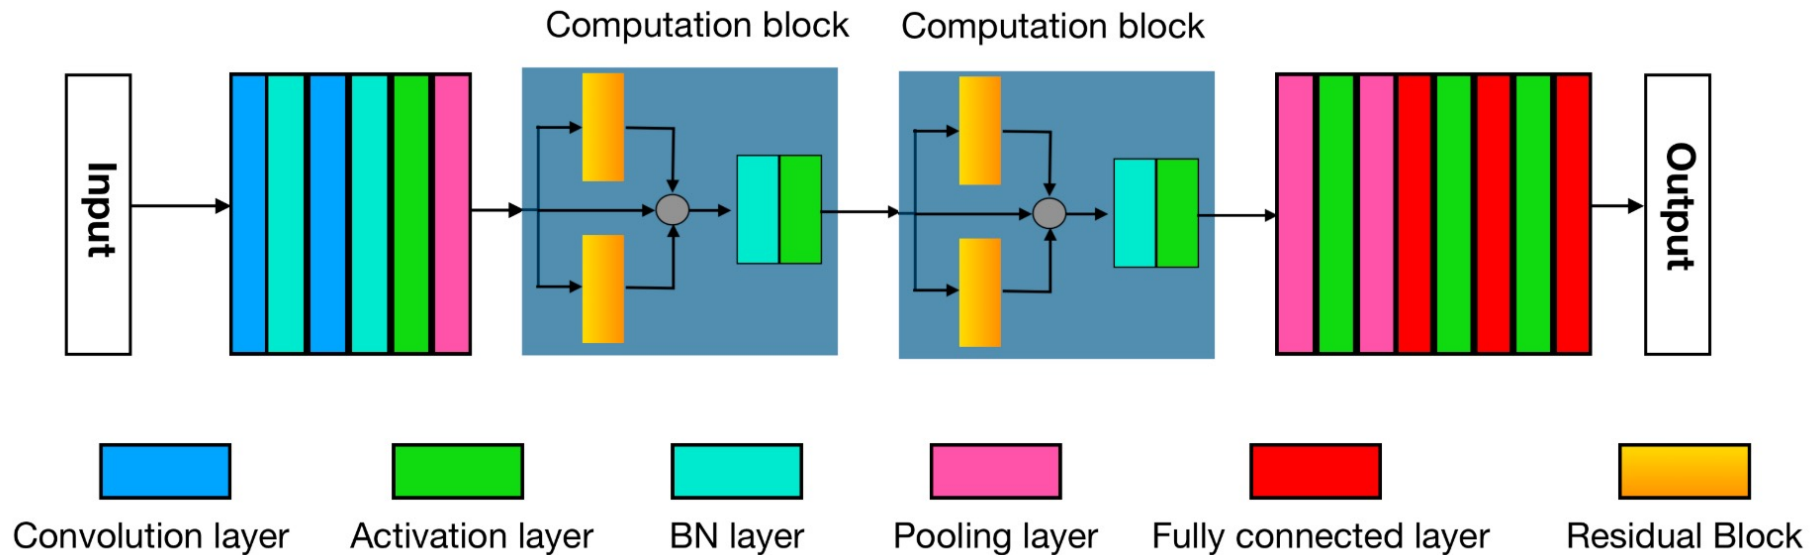 Computation block
Computation block
Input
Output
Convolution layer
Activation layer
BN layer
Pooling layer
Fully connected layer
Residual Block